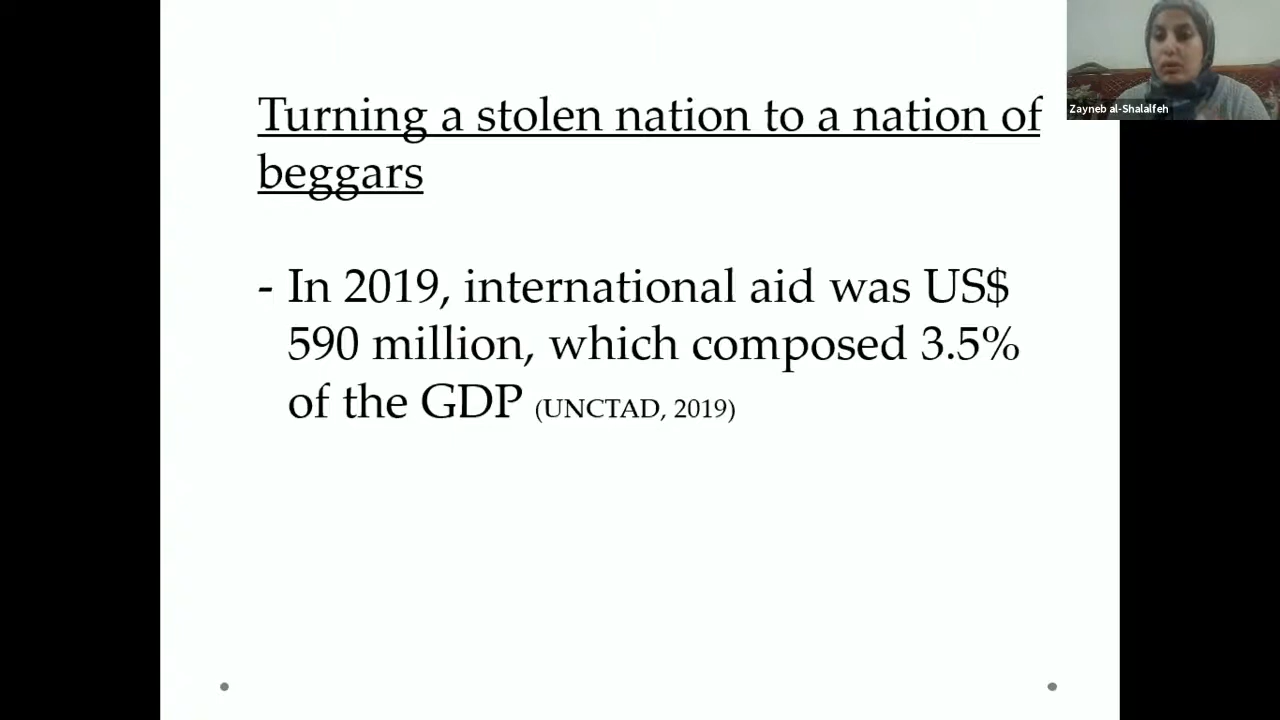 Turning a stolen nation to a nation of
beggars
- In 2019, international aid was US$
590 million, which composed 3.5%
of the GDP (UNCTAD, 2019)
Zayneb al-Shalalfeh